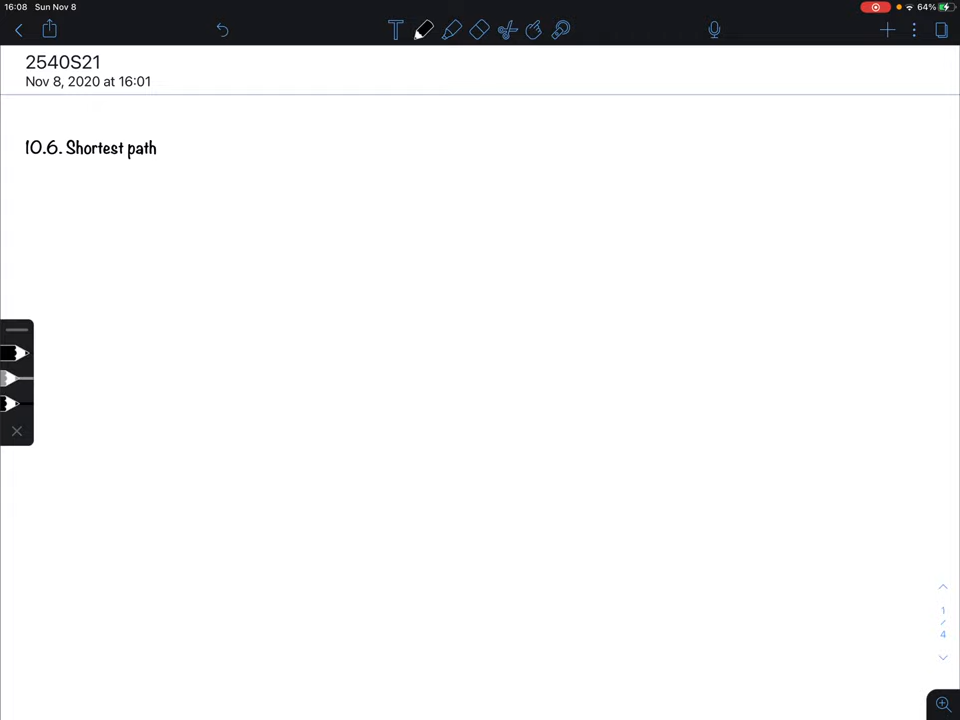 16:08 Sun Nov 8
64%
2540S21
Nov 8, 2020 at 16:01
10.6. Shortest path
1
/
4